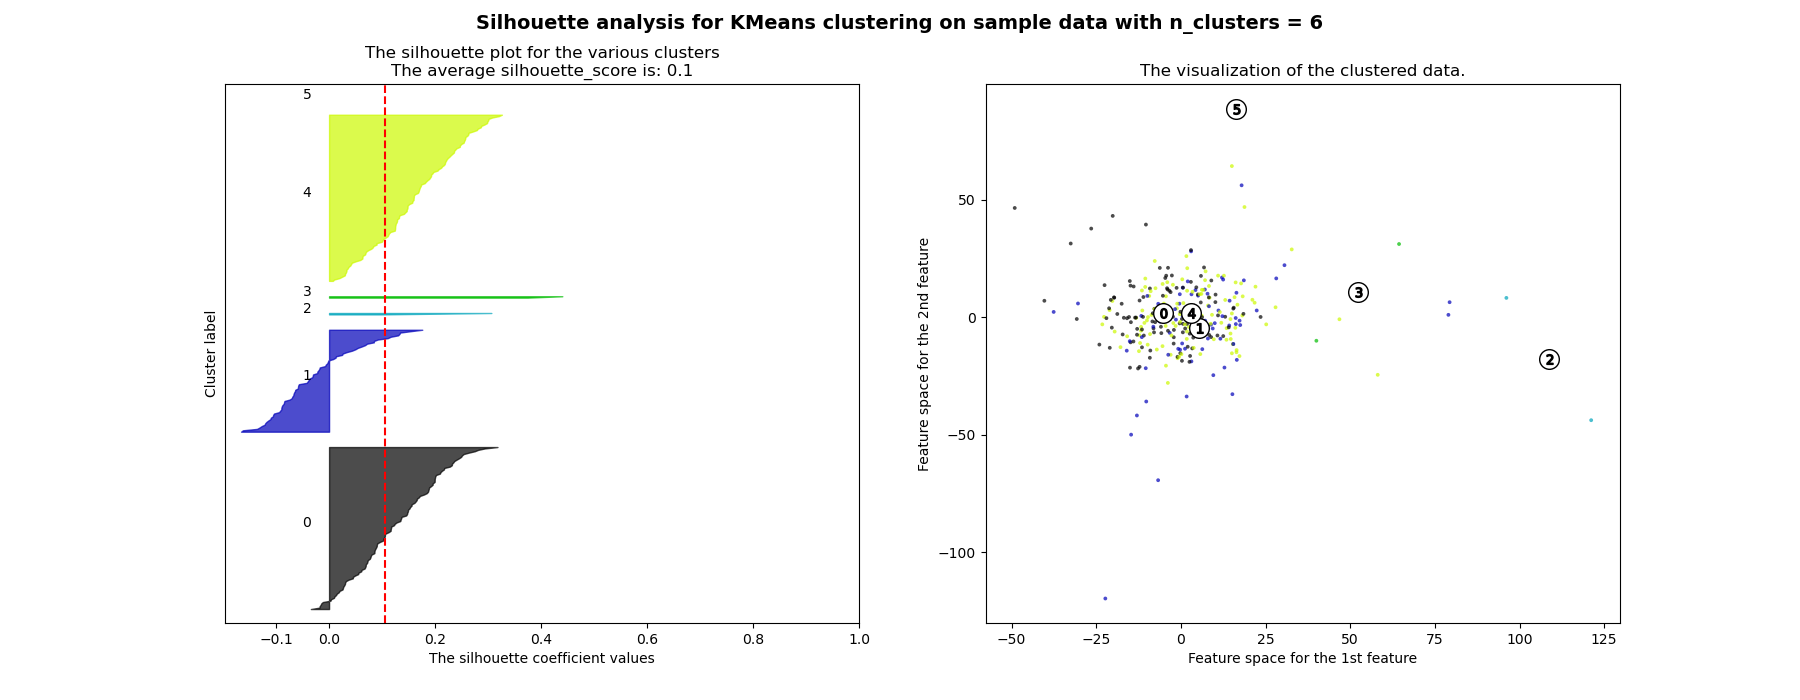 Silhouette analysis for KMeans clustering on sample data with n_clusters = 6
The silhouette plot for the various clusters
The average silhouette_score is: 0.1
5
4
3
2
1
0
Cluster label
−0.1 0.0 0.2 0.4 0.6 0.8 1.0
The silhouette coefficient values
The visualization of the clustered data.
5
3
0 4
1
2
50
0
−50
−100
Feature space for the 2nd feature
−50 −25 0 25 50 75 100 125
Feature space for the 1st feature